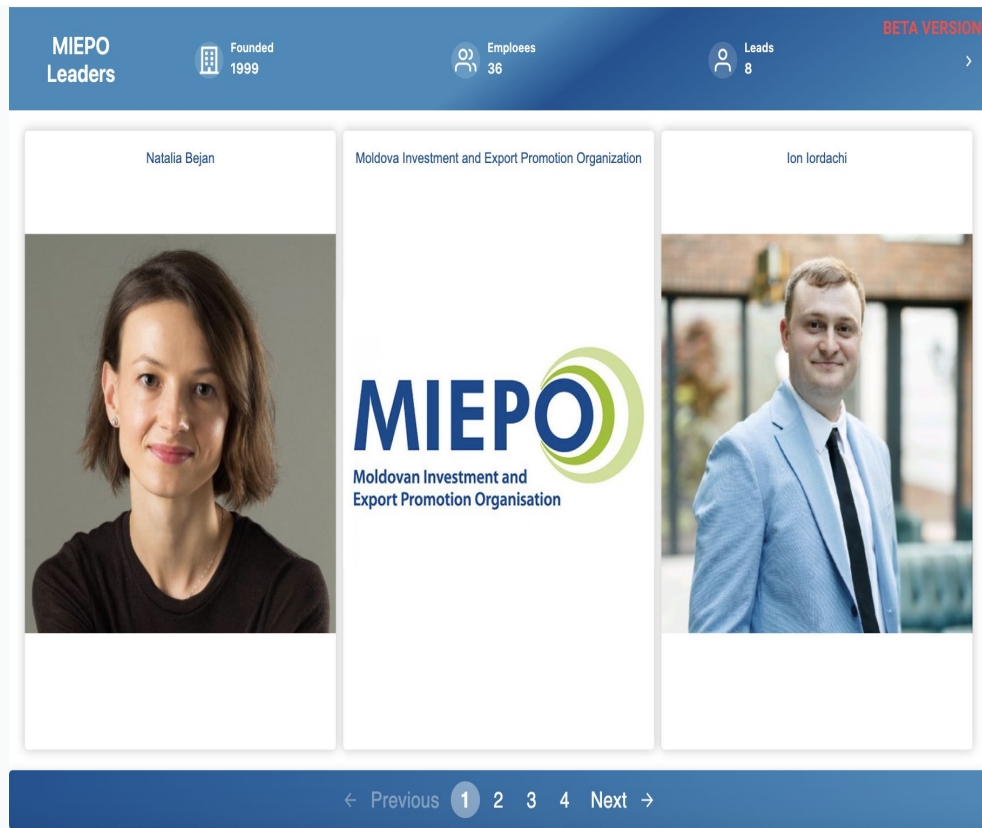 BETA VERSION
MIEPO
Leaders
Founded
1999
Emploees
36
Leads
8
Natalia Bejan
Moldova Investment and Export Promotion Organization
Ion Iordachi
MIEPO
Moldovan Investment and
Export Promotion Organisation
← Previous 1 2 3 4 Next →